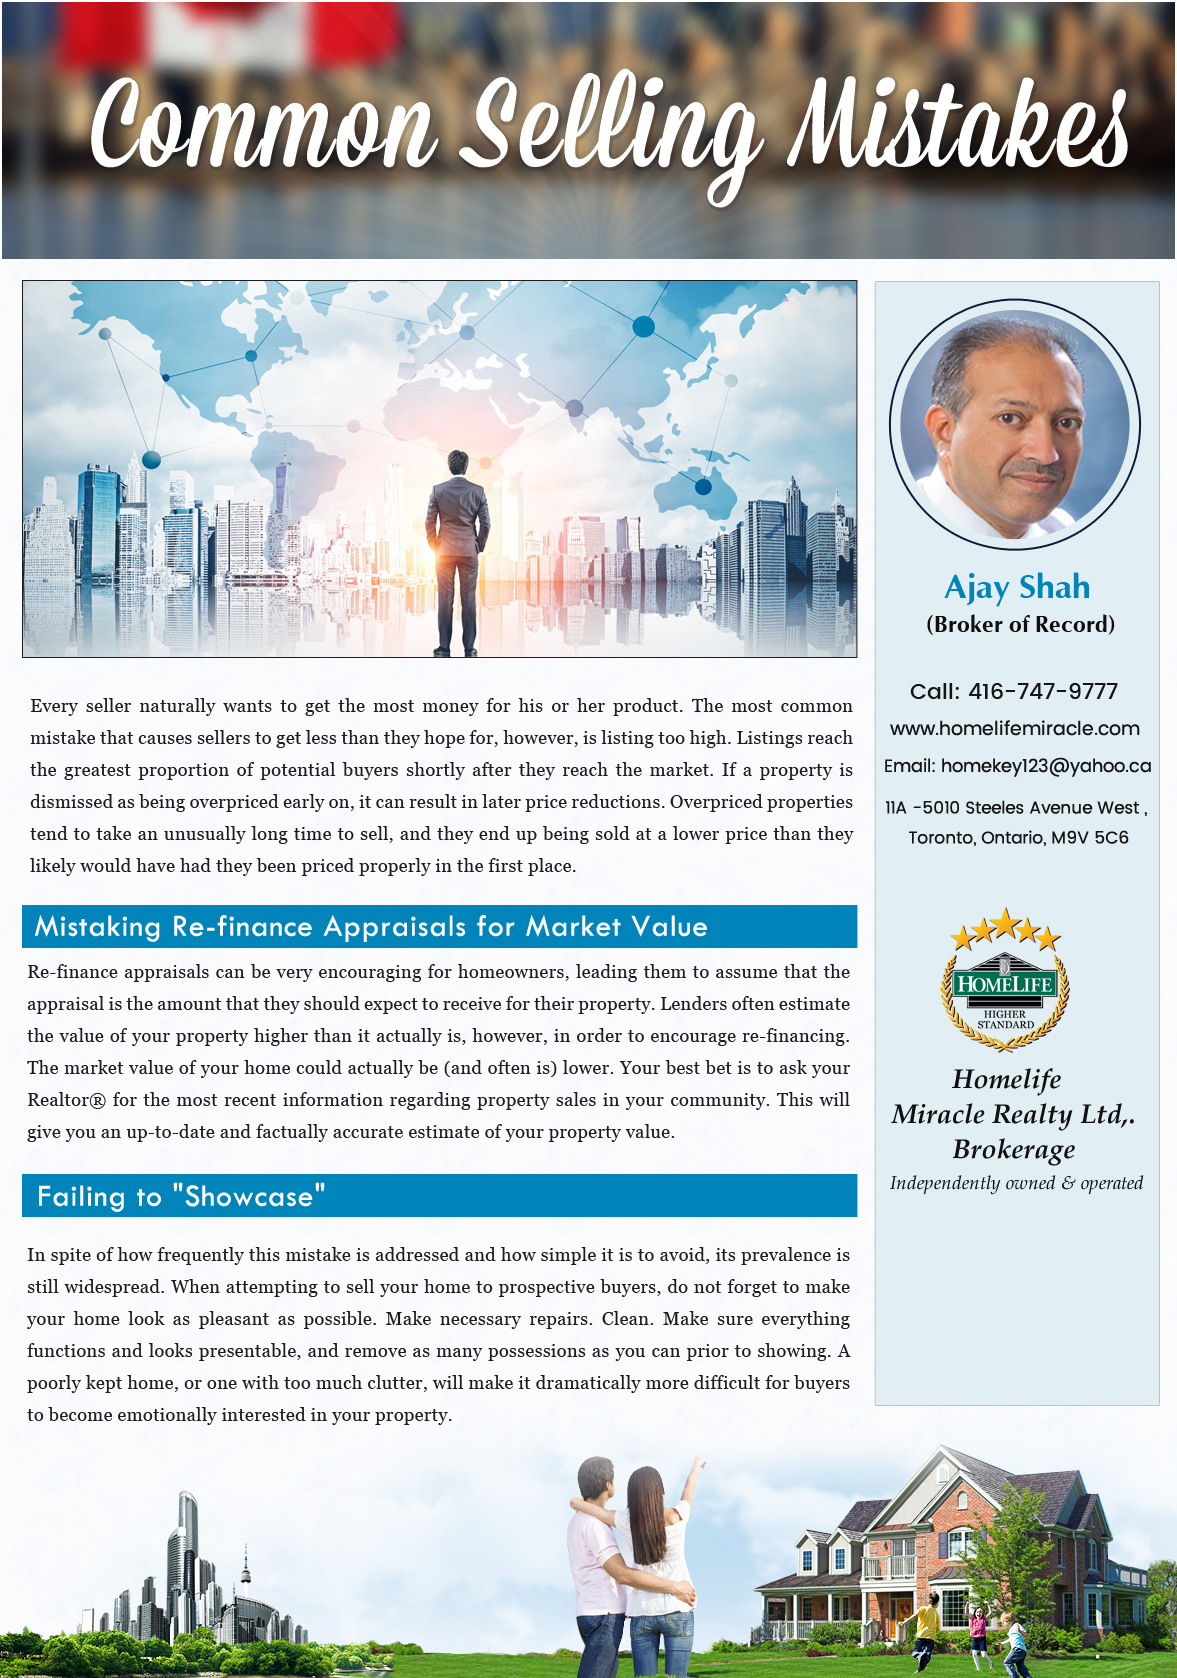 Common Selling Mistakes
Every seller naturally wants to get the most money for his or her product. The most common
mistake that causes sellers to get less than they hope for, however, is listing too high. Listings reach
the greatest proportion of potential buyers shortly after they reach the market. If a property is
dismissed as being overpriced early on, it can result in later price reductions. Overpriced properties
tend to take an unusually long time to sell, and they end up being sold at a lower price than they
likely would have had they been priced properly in the first place.
Mistaking Re-finance Appraisals for Market Value
Re-finance appraisals can be very encouraging for homeowners, leading them to assume that the
appraisal is the amount that they should expect to receive for their property. Lenders often estimate
the value of your property higher than it actually is, however, in order to encourage re-financing.
The market value of your home could actually be (and often is) lower. Your best bet is to ask your
Realtor® for the most recent information regarding property sales in your community. This will
give you an up-to-date and factually accurate estimate of your property value.
Failing to "Showcase"
In spite of how frequently this mistake is addressed and how simple it is to avoid, its prevalence is
still widespread. When attempting to sell your home to prospective buyers, do not forget to make
your home look as pleasant as possible. Make necessary repairs. Clean. Make sure everything
functions and looks presentable, and remove as many possessions as you can prior to showing. A
poorly kept home, or one with too much clutter, will make it dramatically more difficult for buyers
to become emotionally interested in your property.
Ajay Shah
(Broker of Record)
Call: 416-747-9777
www.homelifemiracle.com
Email: homekey123@yahoo.ca
11A -5010 Steeles Avenue West ,
Toronto, Ontario, M9V 5C6
HOMELIFE
HIGHER
STANDARD
Homelife
Miracle Realty Ltd,.
Brokerage
Independently owned & operated